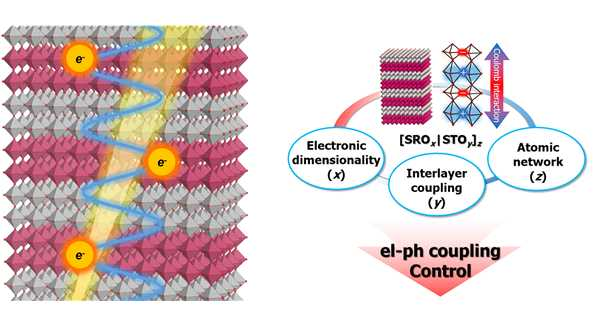 e-
e-
e-
Coulomb interaction
[SROx|STOy]z
Electronic
dimensionality
(x)
Interlayer
coupling
(y)
Atomic
network
(z)
el-ph coupling
Control